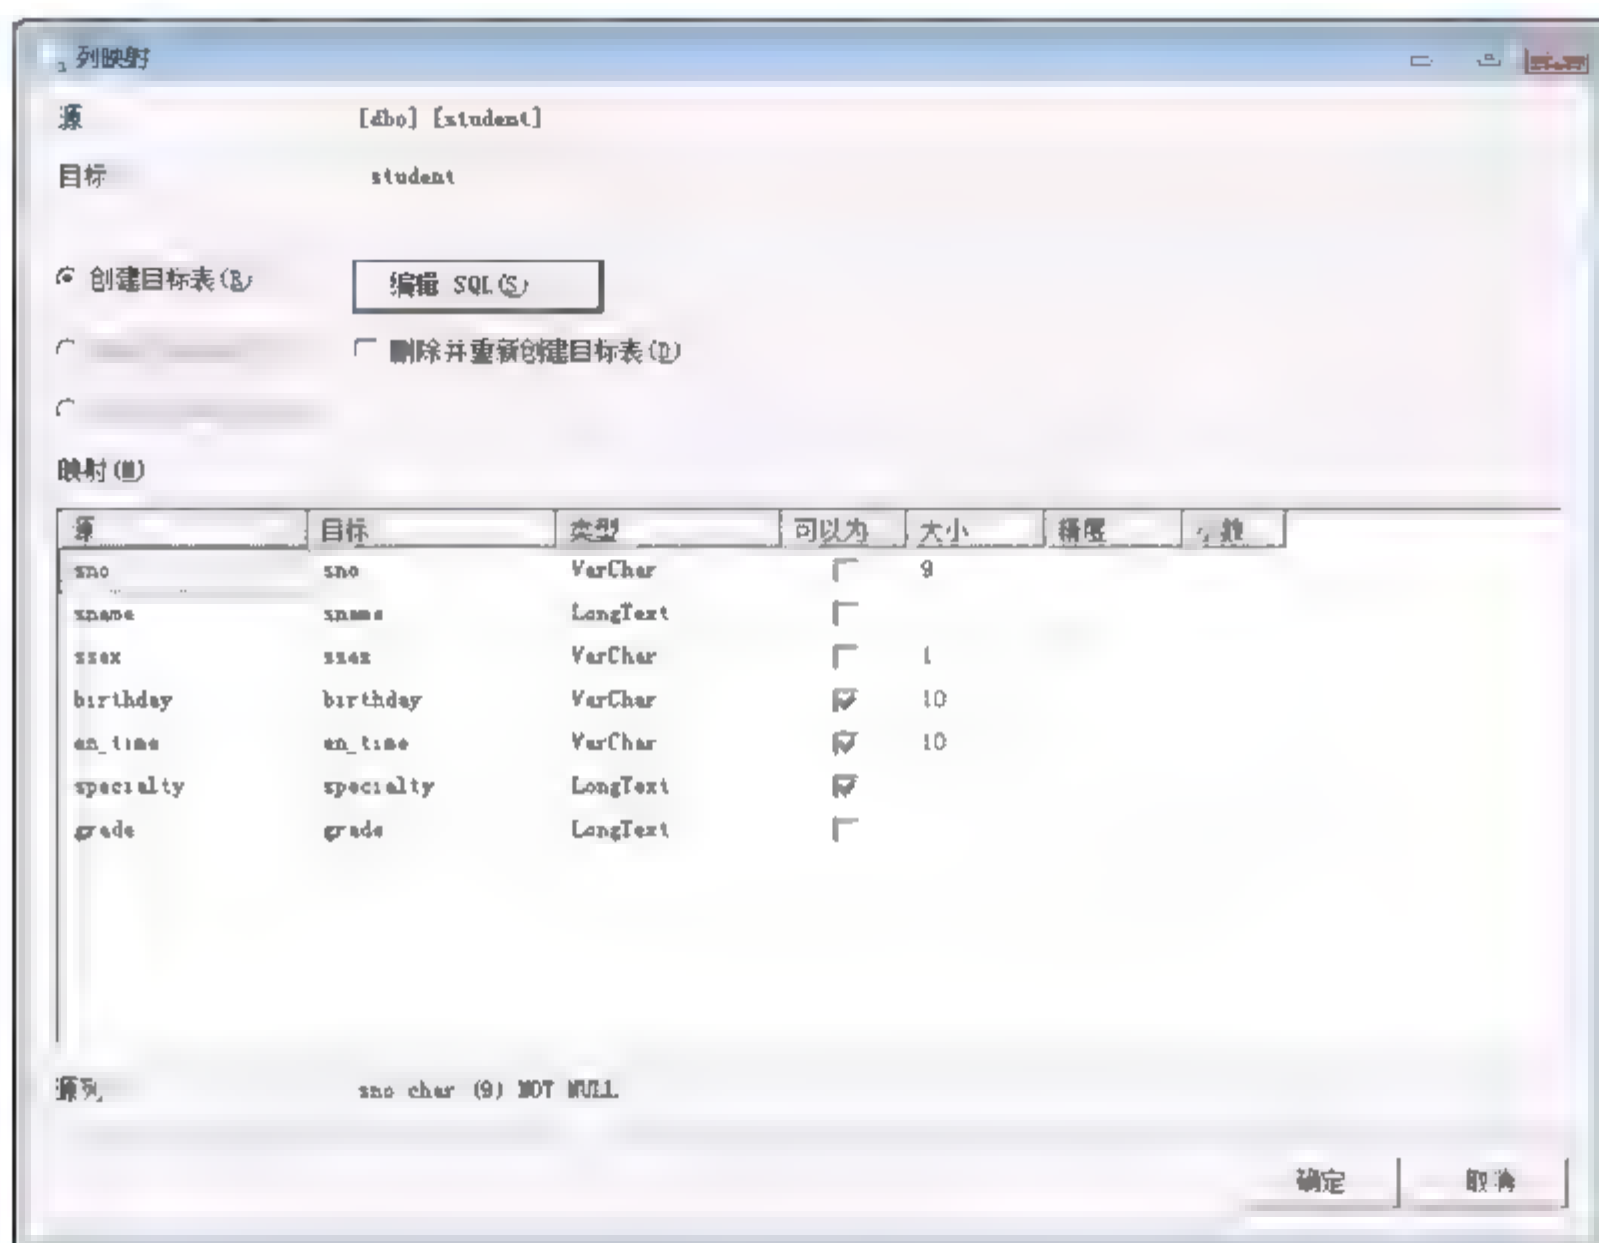 列映射
源 [dbo] [student]
目标 student
创建目标表(R) 编辑 SQL(S)
删除并重新创建目标表(D)
映射(M)
源 目标 类型 可以为 大小 精度 小数
sno sno VarChar 9
sname sname LongText
ssex ssex VarChar 1
birthday birthday VarChar 10
en_time en_time VarChar 10
specialty specialty LongText
grade grade LongText
源列 sno char (9) NOT NULL
确定 取消